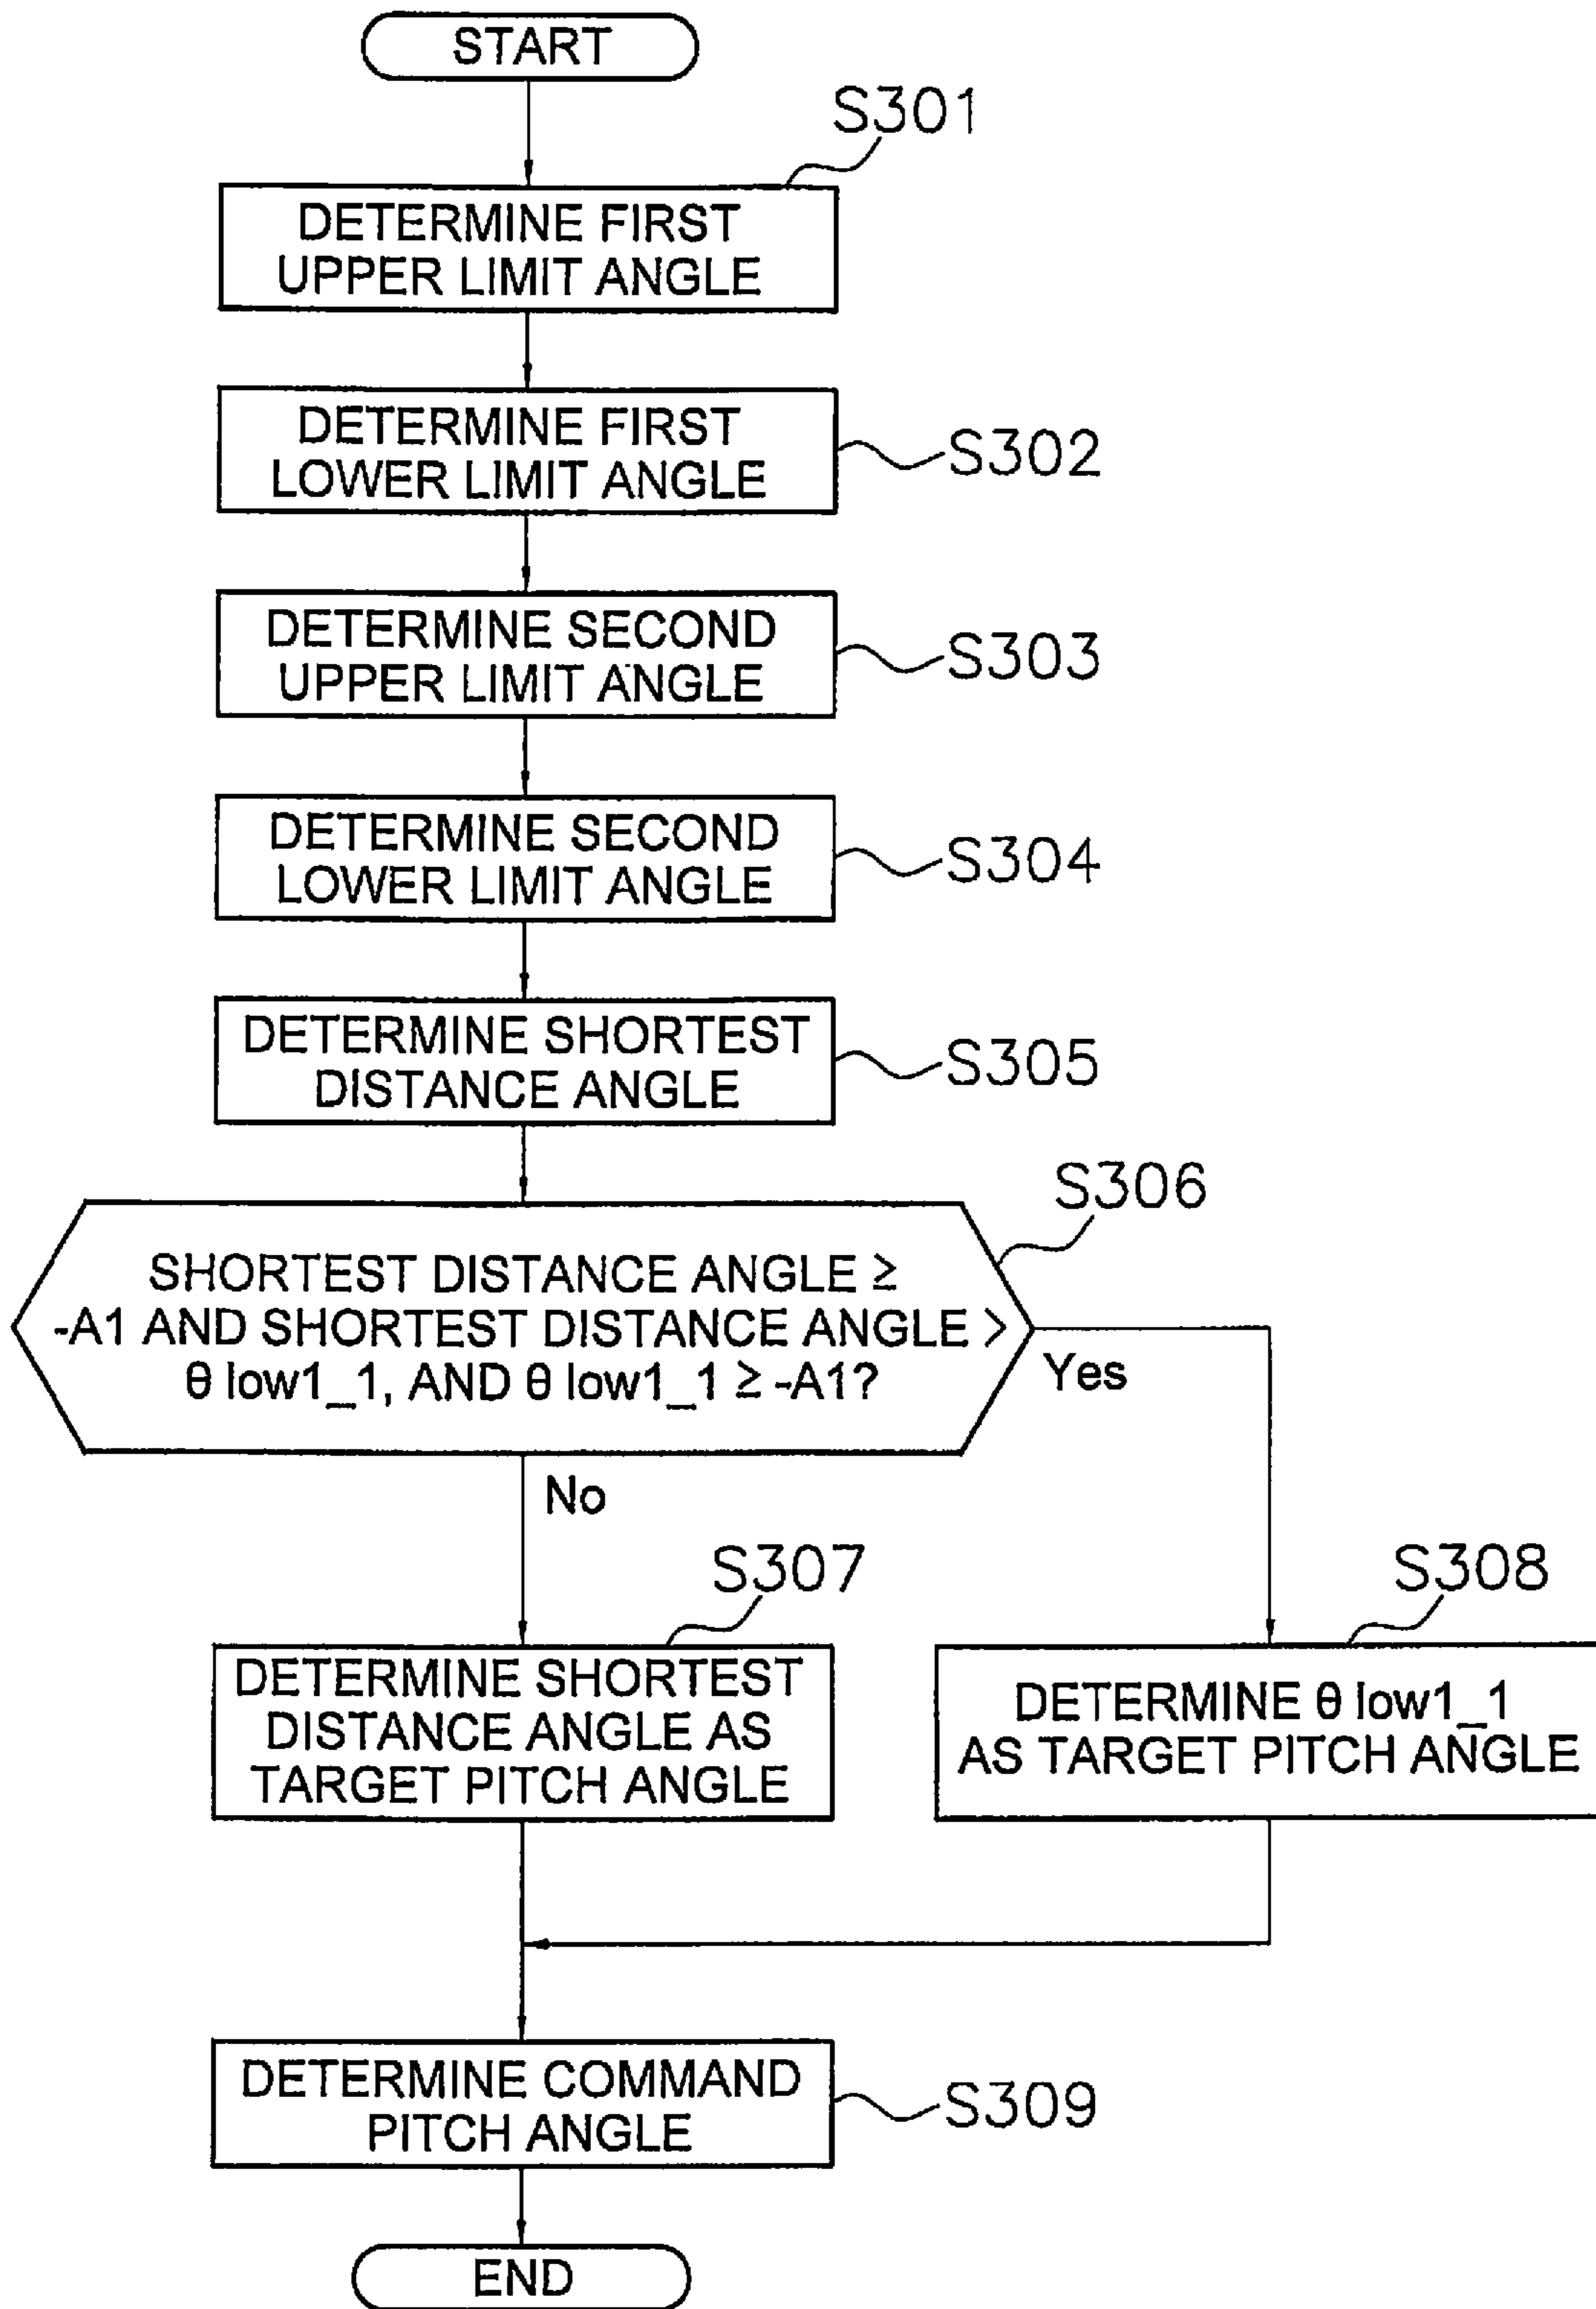 START
S301
DETERMINE FIRST
UPPER LIMIT ANGLE
DETERMINE FIRST
LOWER LIMIT ANGLE
S302
DETERMINE SECOND
UPPER LIMIT ANGLE
S303
DETERMINE SECOND
LOWER LIMIT ANGLE
S304
DETERMINE SHORTEST
DISTANCE ANGLE
S305
S306
SHORTEST DISTANCE ANGLE ≥
-A1 AND SHORTEST DISTANCE ANGLE >
θ low1_1, AND θ low1_1 ≥ -A1?
Yes
No
S307
DETERMINE SHORTEST
DISTANCE ANGLE AS
TARGET PITCH ANGLE
S308
DETERMINE θ low1_1
AS TARGET PITCH ANGLE
DETERMINE COMMAND
PITCH ANGLE
S309
END